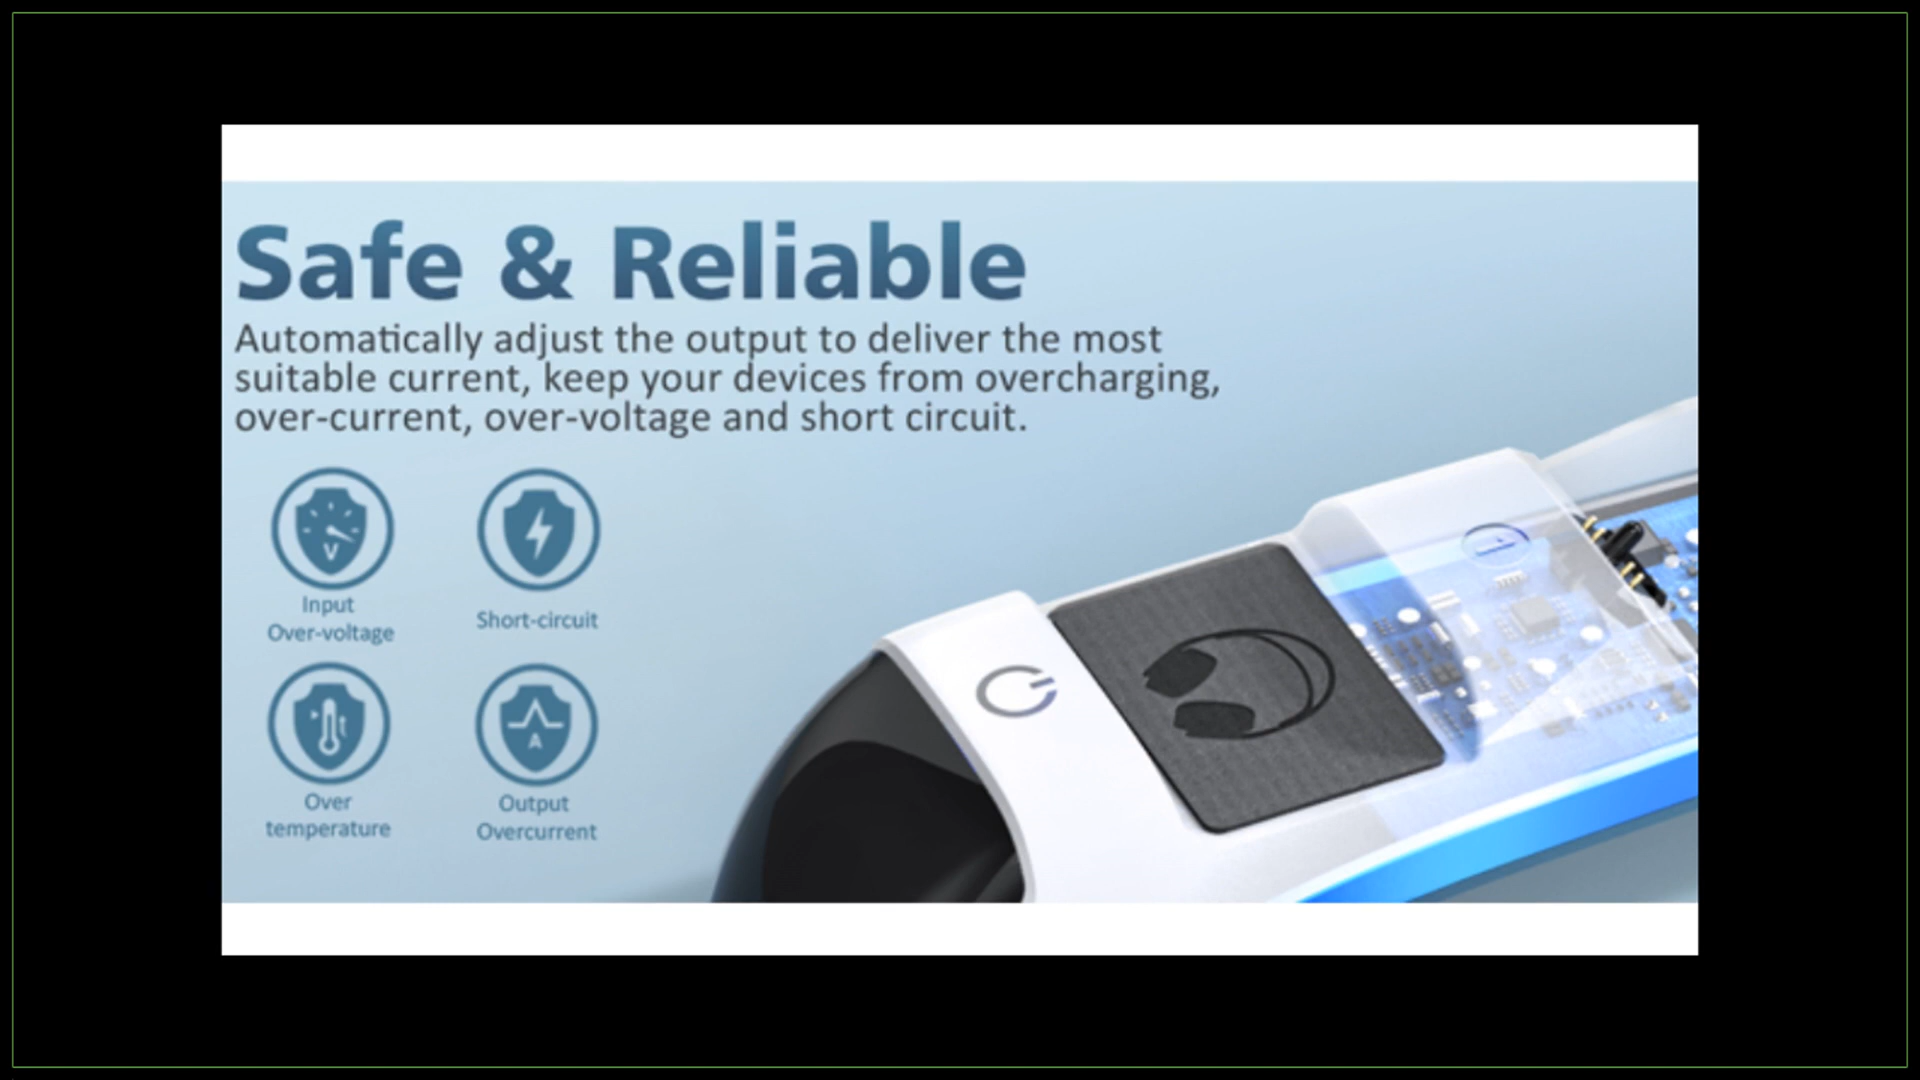 Safe & Reliable
Automatically adjust the output to deliver the most
suitable current, keep your devices from overcharging,
over-current, over-voltage and short circuit.
V
Input
Over-voltage
Short-circuit
Over
temperature
A
Output
Overcurrent